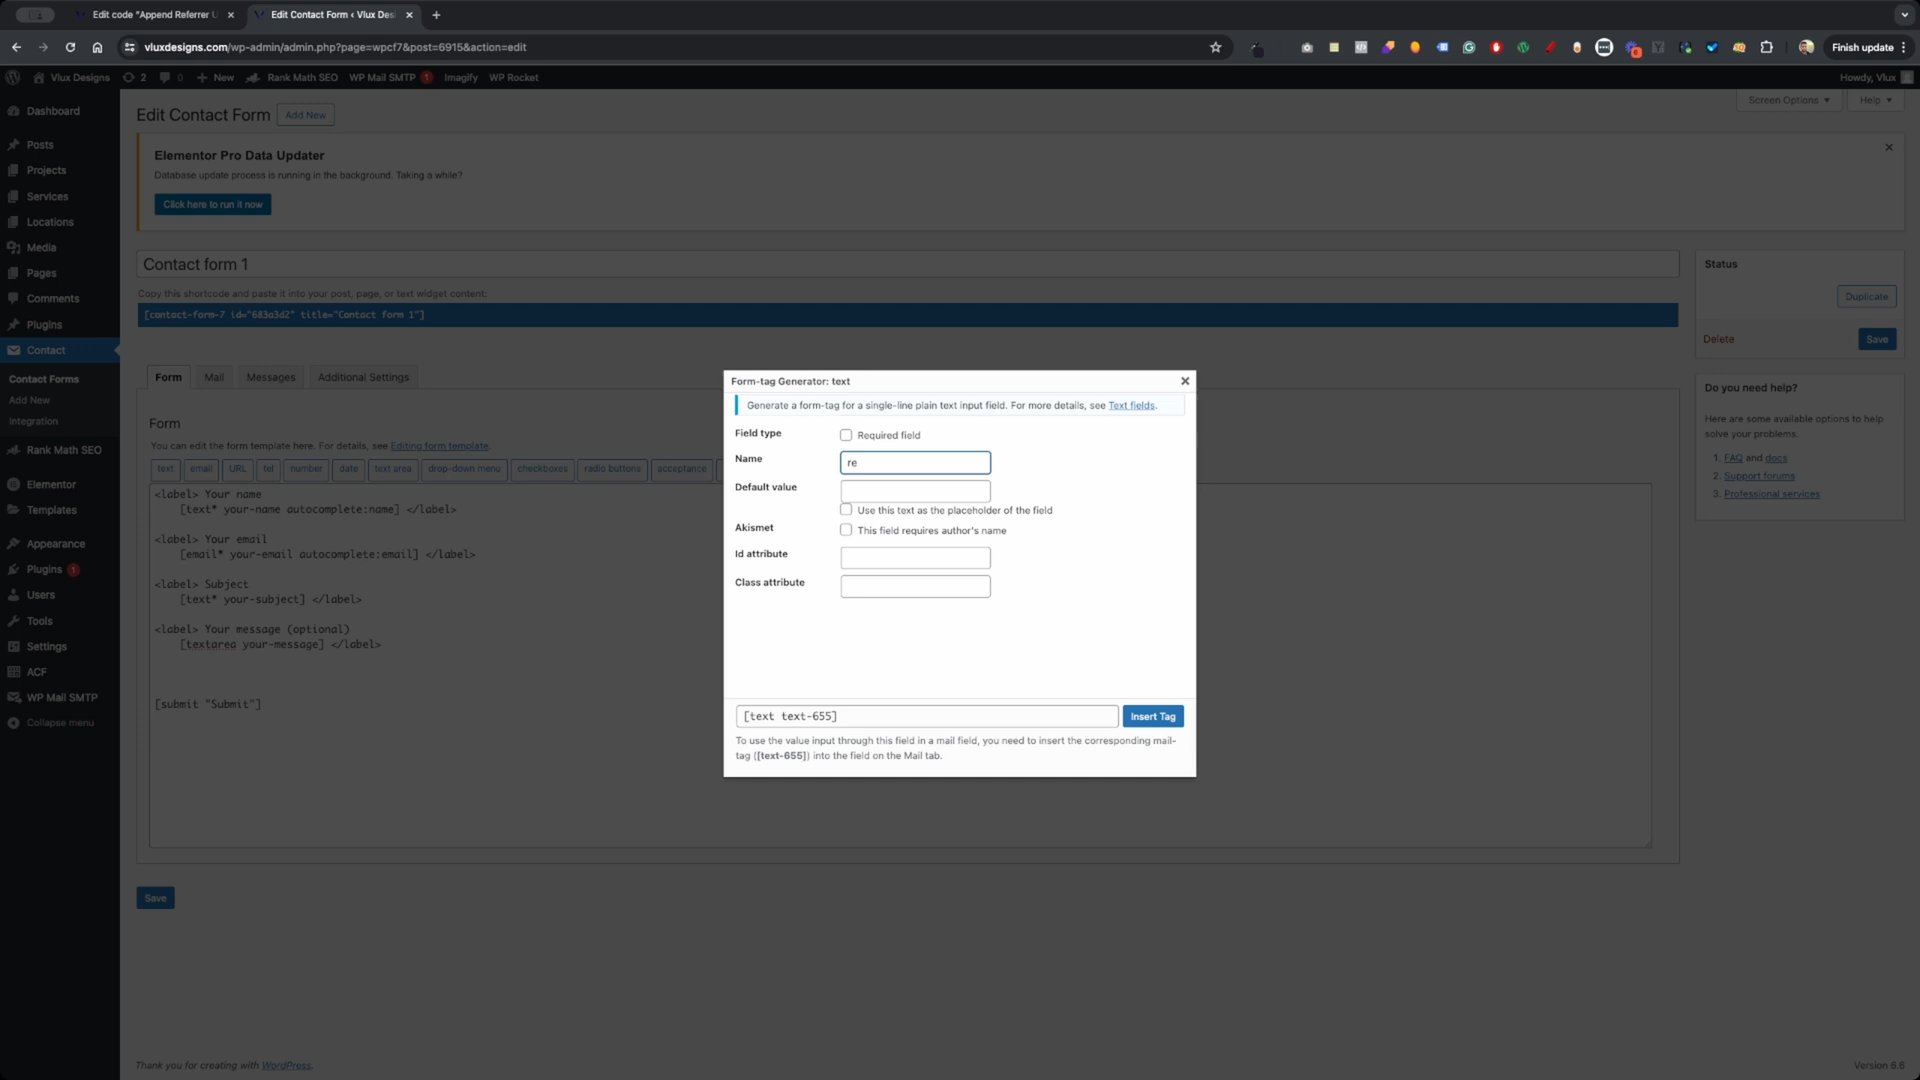 Edit code "Append Referrer U
Edit Contact Form ‹ Vlux Des
vluxdesigns.com/wp-admin/admin.php?page=wpcf7&post=6915&action=edit
Finish update
Vlux Designs
2
0
New
Rank Math SEO
WP Mail SMTP 1
Imagify
WP Rocket
Howdy, Vlux
Dashboard
Posts
Projects
Services
Locations
Media
Pages
Comments
Plugins
Contact
Contact Forms
Add New
Integration
Rank Math SEO
Elementor
Templates
Appearance
Plugins 1
Users
Tools
Settings
ACF
WP Mail SMTP
Collapse menu
Screen Options
Help
Edit Contact Form
Add New
Elementor Pro Data Updater
Database update process is running in the background. Taking a while?
Click here to run it now
Contact form 1
Copy this shortcode and paste it into your post, page, or text widget content:
[contact-form-7 id="683a3d2" title="Contact form 1"]
Form
Mail
Messages
Additional Settings
Form
You can edit the form template here. For details, see Editing form template.
text
email
URL
tel
number
date
text area
drop-down menu
checkboxes
radio buttons
acceptance
<label> Your name
[text* your-name autocomplete:name] </label>
<label> Your email
[email* your-email autocomplete:email] </label>
<label> Subject
[text* your-subject] </label>
<label> Your message (optional)
[textarea your-message] </label>
[submit "Submit"]
Save
Form-tag Generator: text
Generate a form-tag for a single-line plain text input field. For more details, see Text fields.
Field type
Required field
Name
re
Default value
Use this text as the placeholder of the field
Akismet
This field requires author's name
Id attribute
Class attribute
[text text-655]
Insert Tag
To use the value input through this field in a mail field, you need to insert the corresponding mail-
tag ([text-655]) into the field on the Mail tab.
Status
Duplicate
Delete
Save
Do you need help?
Here are some available options to help
solve your problems.
1. FAQ and docs
2. Support forums
3. Professional services
Thank you for creating with WordPress.
Version 6.6